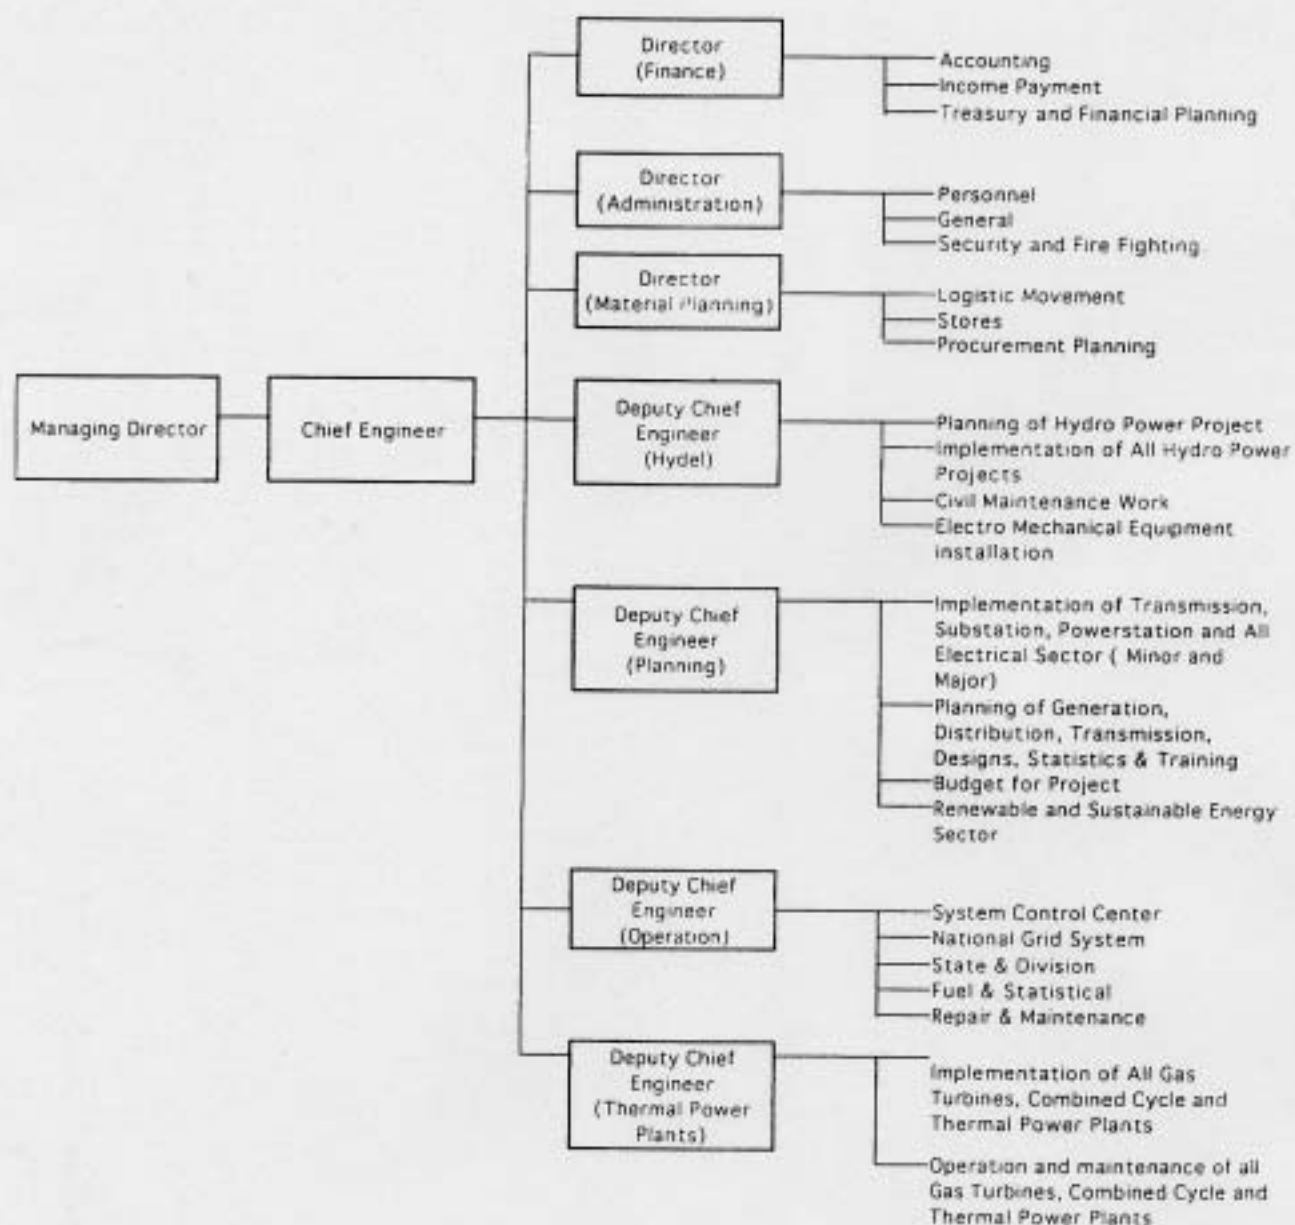 Director
(Finance)
Accounting
Income Payment
Treasury and Financial Planning
Director
(Administration)
Personnel
General
Security and Fire Fighting
Director
(Material Planning)
Logistic Movement
Stores
Procurement Planning
Managing Director
Chief Engineer
Deputy Chief
Engineer
(Hydel)
Planning of Hydro Power Project
Implementation of All Hydro Power
Projects
Civil Maintenance Work
Electro Mechanical Equipment
installation
Deputy Chief
Engineer
(Planning)
Implementation of Transmission,
Substation, Powerstation and All
Electrical Sector ( Minor and
Major)
Planning of Generation,
Distribution, Transmission,
Designs, Statistics & Training
Budget for Project
Renewable and Sustainable Energy
Sector
Deputy Chief
Engineer
(Operation)
System Control Center
National Grid System
State & Division
Fuel & Statistical
Repair & Maintenance
Deputy Chief
Engineer
(Thermal Power
Plants)
Implementation of All Gas
Turbines, Combined Cycle and
Thermal Power Plants
Operation and maintenance of all
Gas Turbines, Combined Cycle and
Thermal Power Plants